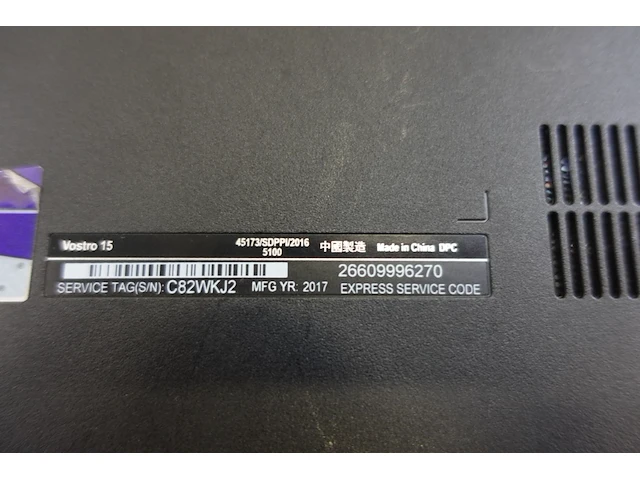 Vostro 15
45173/SDPPI/2016
5100
中國製造 Made in China DPC
26609996270
SERVICE TAG(S/N): C82WKJ2 MFG YR: 2017 EXPRESS SERVICE CODE